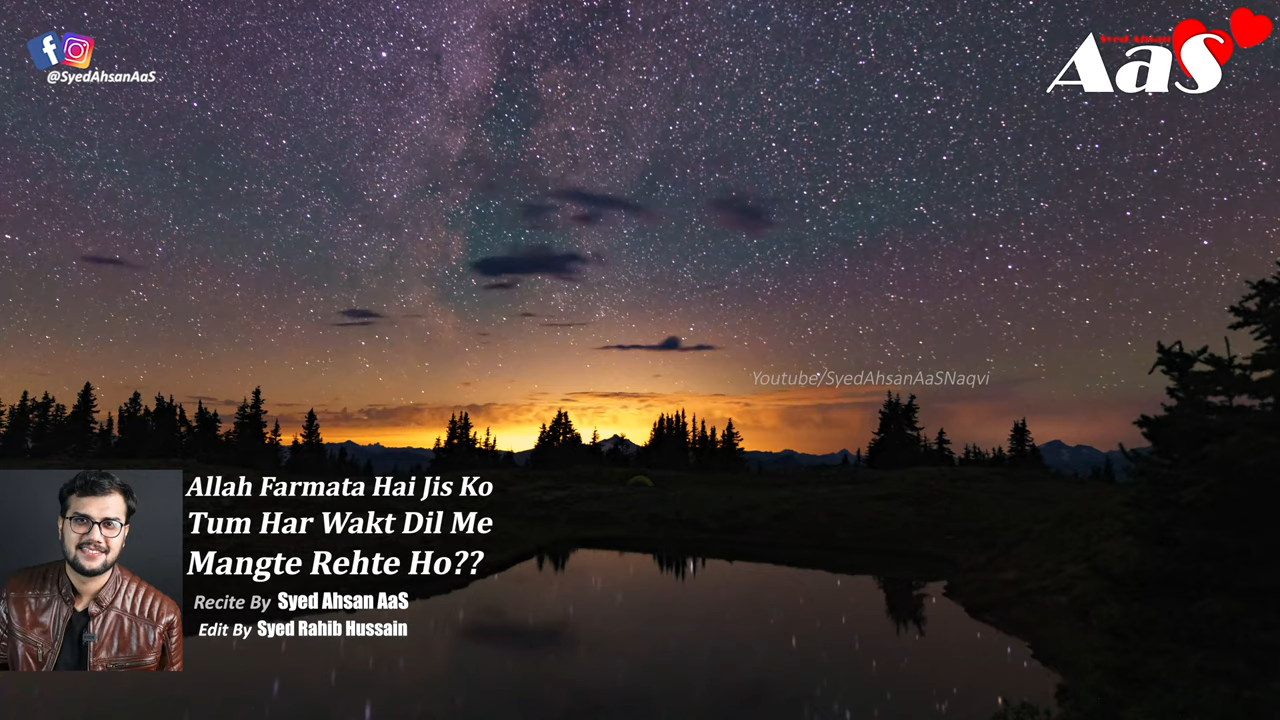 @SyedAhsanAaS
Syed Ahsan
AaS
Youtube/SyedAhsanAaSNaqvi
Allah Farmata Hai Jis Ko
Tum Har Wakt Dil Me
Mangte Rehte Ho??
Recite By Syed Ahsan AaS
Edit By Syed Rahib Hussain